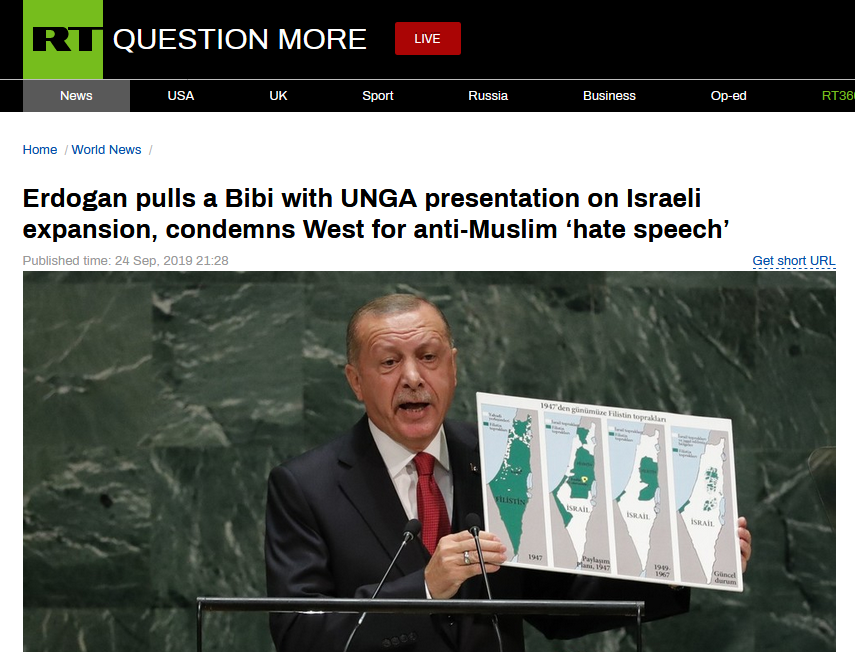 RT QUESTION MORE
LIVE
News USA UK Sport Russia Business Op-ed RT36
Home / World News /
Erdogan pulls a Bibi with UNGA presentation on Israeli
expansion, condemns West for anti-Muslim ‘hate speech’
Published time: 24 Sep, 2019 21:28
Get short URL
1947'den günümüze Filistin toprakları
FİLİSTİN
İSRAİL
İSRAİL
İSRAİL
1947
Paylaşım
Planı, 1947
1949-
1967
Güncel
durum